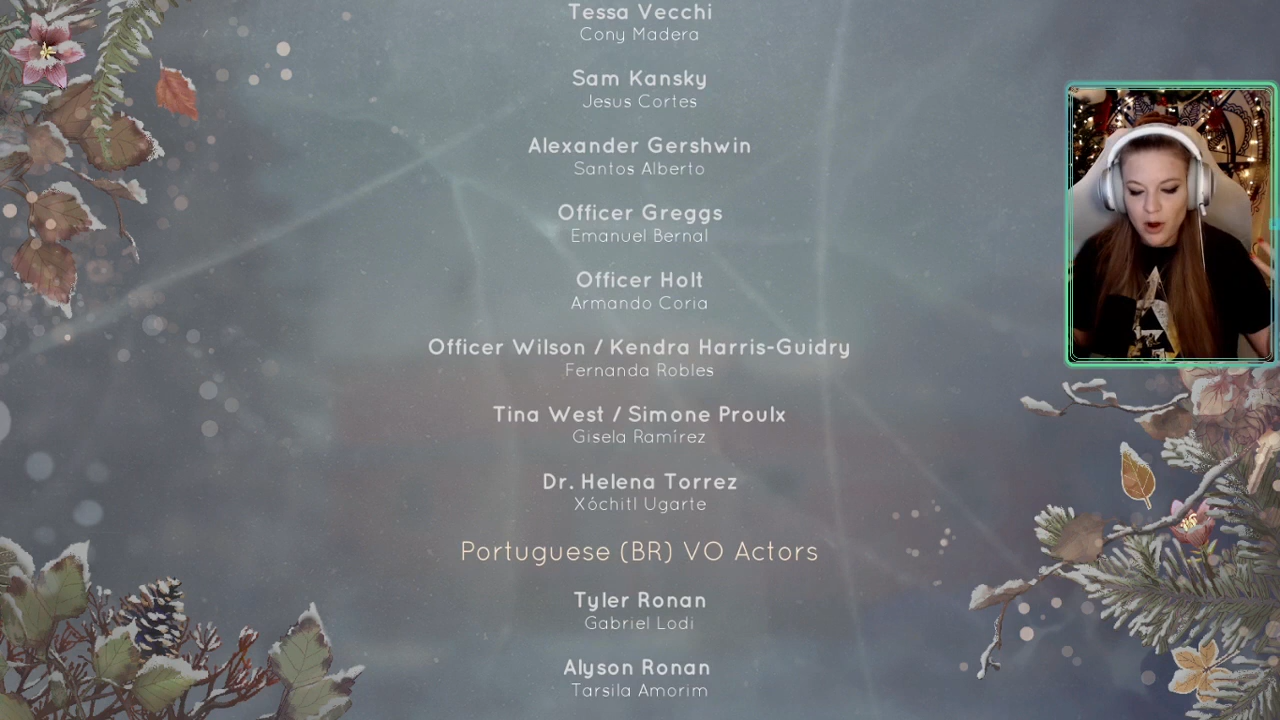 Tessa Vecchi
Cony Madera
Sam Kansky
Jesus Cortes
Alexander Gershwin
Santos Alberto
Officer Greggs
Emanuel Bernal
Officer Holt
Armando Coria
Officer Wilson / Kendra Harris-Guidry
Fernanda Robles
Tina West / Simone Proulx
Gisela Ramírez
Dr. Helena Torrez
Xóchitl Ugarte
Portuguese (BR) VO Actors
Tyler Ronan
Gabriel Lodi
Alyson Ronan
Tarsila Amorim